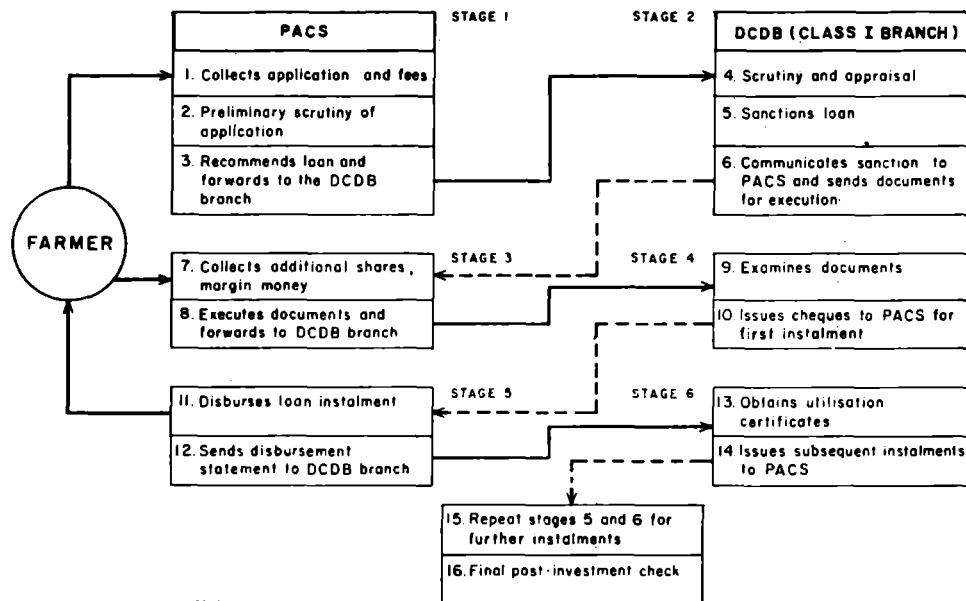 PACS
STAGE 1
STAGE 2
DCDB (CLASS I BRANCH)
1. Collects application and fees
2. Preliminary scrutiny of
application
3. Recommends loan and
forwards to the DCDB
branch
4. Scrutiny and appraisal
5. Sanctions loan
6. Communicates sanction to
PACS and sends documents
for execution.
FARMER
7. Collects additional shares,
margin money
8. Executes documents and
forwards to DCDB branch
STAGE 3
STAGE 4
9. Examines documents
10. Issues cheques to PACS for
first instalment
11. Disburses loan instalment
12. Sends disbursement
statement to DCDB branch
STAGE 5
STAGE 6
13. Obtains utilisation
certificates
14. Issues subsequent instalments
to PACS
15. Repeat stages 5 and 6 for
further instalments
16. Final post-investment check